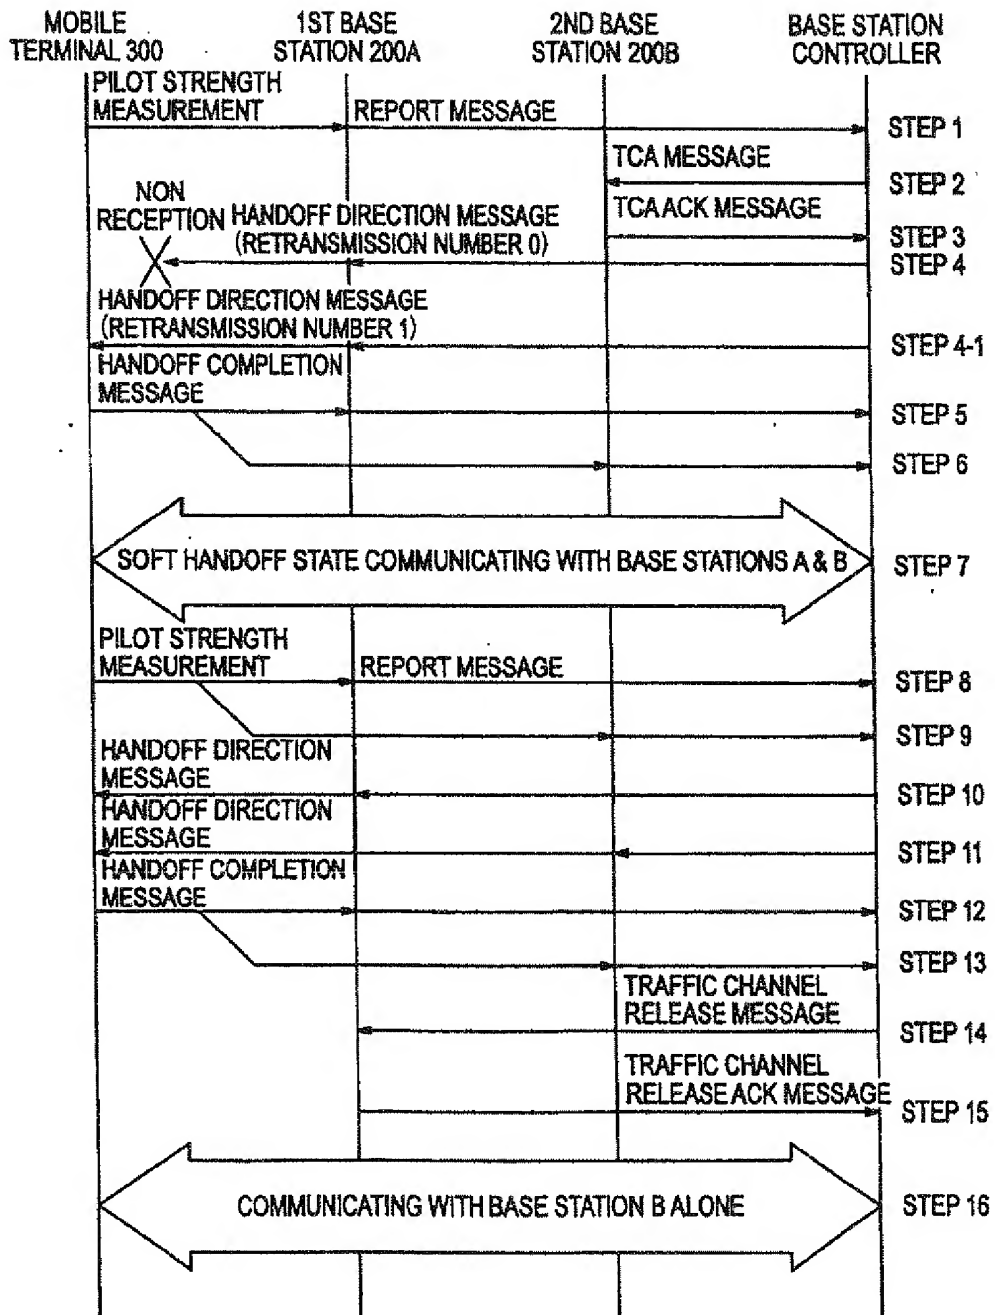 MOBILE
TERMINAL 300
1ST BASE
STATION 200A
2ND BASE
STATION 200B
BASE STATION
CONTROLLER
PILOT STRENGTH
MEASUREMENT
REPORT MESSAGE
STEP 1
TCA MESSAGE
STEP 2
TCA ACK MESSAGE
STEP 3
NON
RECEPTION
HANDOFF DIRECTION MESSAGE
(RETRANSMISSION NUMBER 0)
STEP 4
HANDOFF DIRECTION MESSAGE
(RETRANSMISSION NUMBER 1)
STEP 4-1
HANDOFF COMPLETION
MESSAGE
STEP 5
STEP 6
SOFT HANDOFF STATE COMMUNICATING WITH BASE STATIONS A & B
STEP 7
PILOT STRENGTH
MEASUREMENT
REPORT MESSAGE
STEP 8
STEP 9
HANDOFF DIRECTION
MESSAGE
STEP 10
HANDOFF DIRECTION
MESSAGE
STEP 11
HANDOFF COMPLETION
MESSAGE
STEP 12
STEP 13
TRAFFIC CHANNEL
RELEASE MESSAGE
STEP 14
TRAFFIC CHANNEL
RELEASE ACK MESSAGE
STEP 15
COMMUNICATING WITH BASE STATION B ALONE
STEP 16